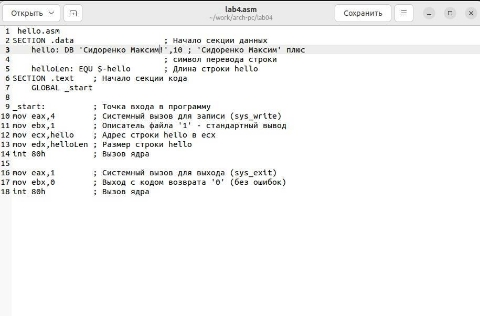 Открыть
lab4.asm
~/work/arch-pc/lab04
Сохранить
1 hello.asm
2 SECTION .data ; Начало секции данных
3 hello: DB 'Сидоренко Максим!',10 ; 'Сидоренко Максим' плюс
4 ; символ перевода строки
5 helloLen: EQU $-hello ; Длина строки hello
6 SECTION .text ; Начало секции кода
7 GLOBAL _start
8
9 _start: ; Точка входа в программу
10 mov eax,4 ; Системный вызов для записи (sys_write)
11 mov ebx,1 ; Описатель файла '1' - стандартный вывод
12 mov ecx,hello ; Адрес строки hello в ecx
13 mov edx,helloLen ; Размер строки hello
14 int 80h ; Вызов ядра
15
16 mov eax,1 ; Системный вызов для выхода (sys_exit)
17 mov ebx,0 ; Выход с кодом возврата '0' (без ошибок)
18 int 80h ; Вызов ядра